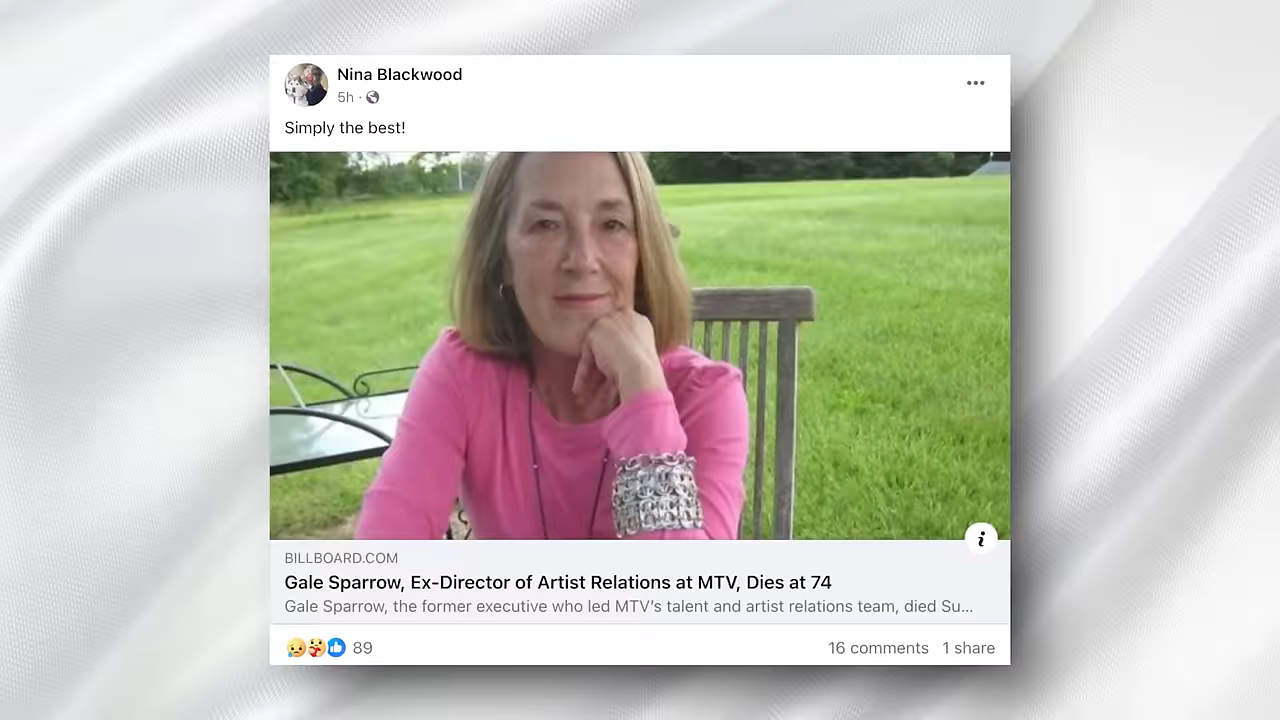 Nina Blackwood
5h ·
Simply the best!
BILLBOARD.COM
Gale Sparrow, Ex-Director of Artist Relations at MTV, Dies at 74
Gale Sparrow, the former executive who led MTV's talent and artist relations team, died Su...
89
16 comments 1 share